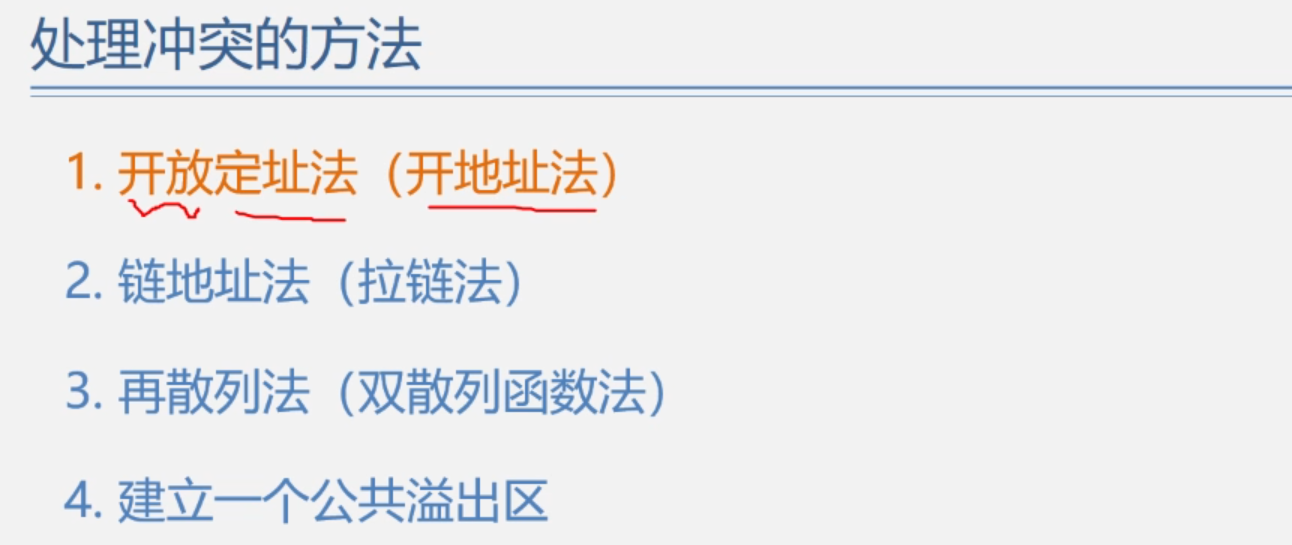 处理冲突的方法
1. 开放定址法（开地址法）
2. 链地址法（拉链法）
3. 再散列法（双散列函数法）
4. 建立一个公共溢出区